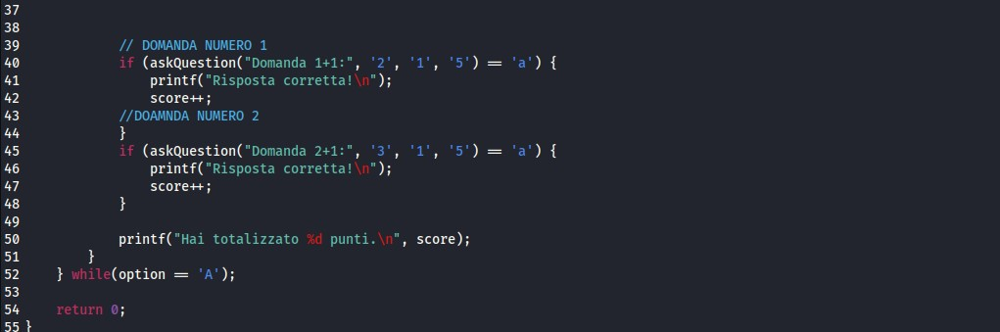 37
38
39 // DOMANDA NUMERO 1
40 if (askQuestion("Domanda 1+1:", '2', '1', '5') == 'a') {
41 printf("Risposta corretta!\n");
42 score++;
43 //DOAMNDA NUMERO 2
44 }
45 if (askQuestion("Domanda 2+1:", '3', '1', '5') == 'a') {
46 printf("Risposta corretta!\n");
47 score++;
48 }
49
50 printf("Hai totalizzato %d punti.\n", score);
51 }
52 } while(option == 'A');
53
54 return 0;
55 }